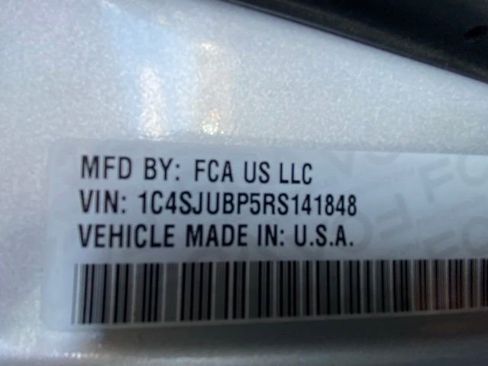 MFD BY: FCA US LLC
VIN: 1C4SJUBP5RS141848
VEHICLE MADE IN: U.S.A.